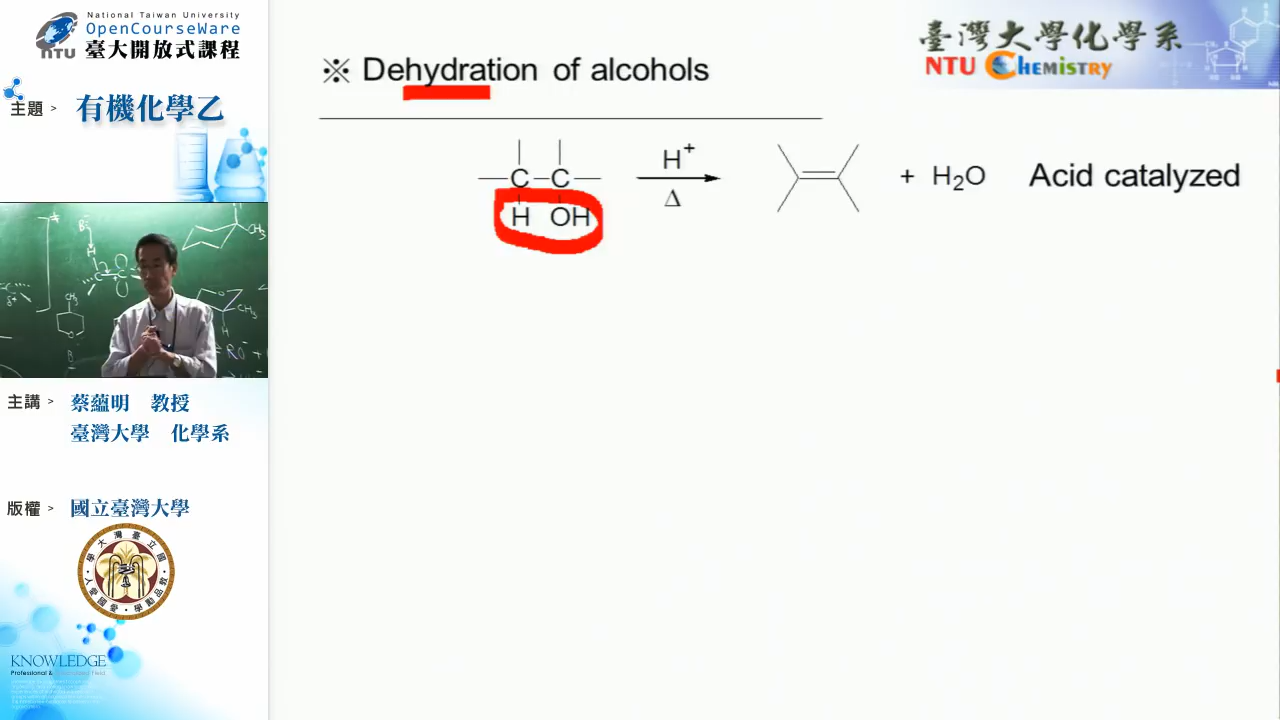 National Taiwan University
OpenCourseWare
NTU 臺大開放式課程
主題 > 有機化學乙
主講 > 蔡蘊明 教授
臺灣大學 化學系
版權 > 國立臺灣大學
KNOWLEDGE
臺灣大學化學系
NTU Chemistry
※ Dehydration of alcohols
C C
H OH
H+
Δ
+ H2O Acid catalyzed
CH3
CH3
H